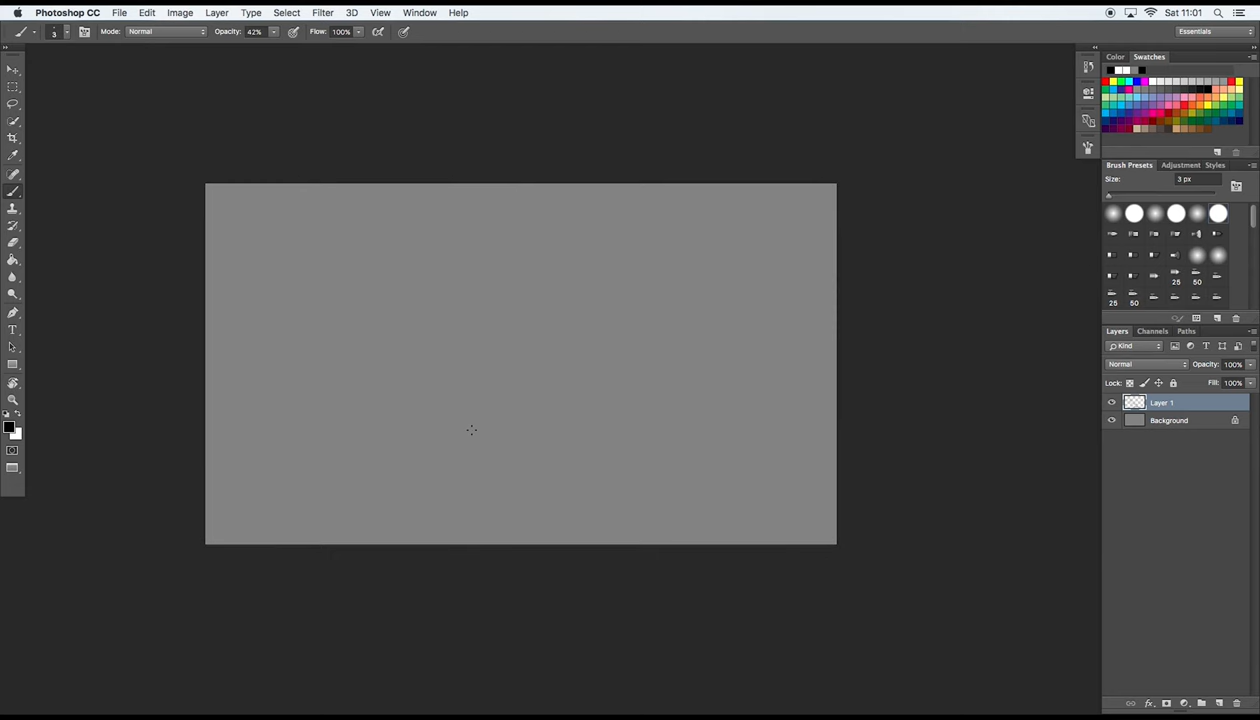 Photoshop CC File Edit Image Layer Type Select Filter 3D View Window Help Sat 11:01
3 Mode: Normal Opacity: 42% Flow: 100% Essentials
Color Swatches
Brush Presets Adjustment Styles
Size: 3 px
25 50
25 50
Layers Channels Paths
Kind
Normal Opacity: 100%
Lock: Fill: 100%
Layer 1
Background